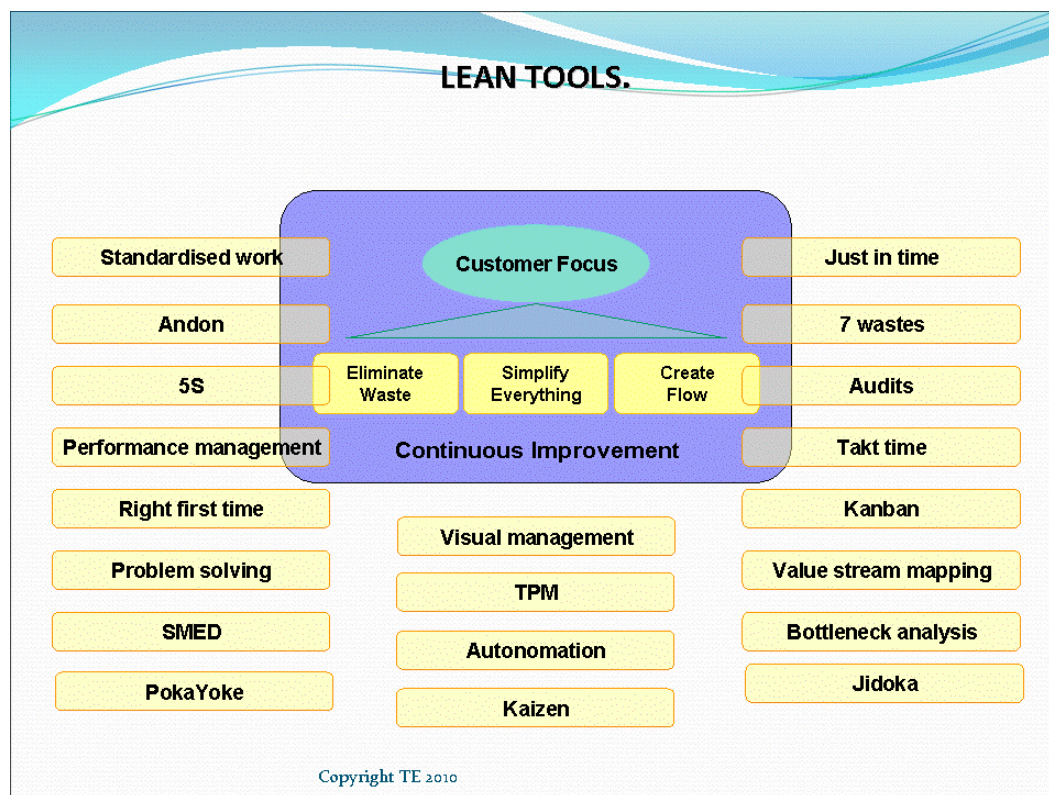 LEAN TOOLS.
Customer Focus
Eliminate
Waste
Simplify
Everything
Create
Flow
Continuous Improvement
Standardised work
Andon
5S
Performance management
Right first time
Problem solving
SMED
PokaYoke
Visual management
TPM
Autonomation
Kaizen
Just in time
7 wastes
Audits
Takt time
Kanban
Value stream mapping
Bottleneck analysis
Jidoka
Copyright TE 2010